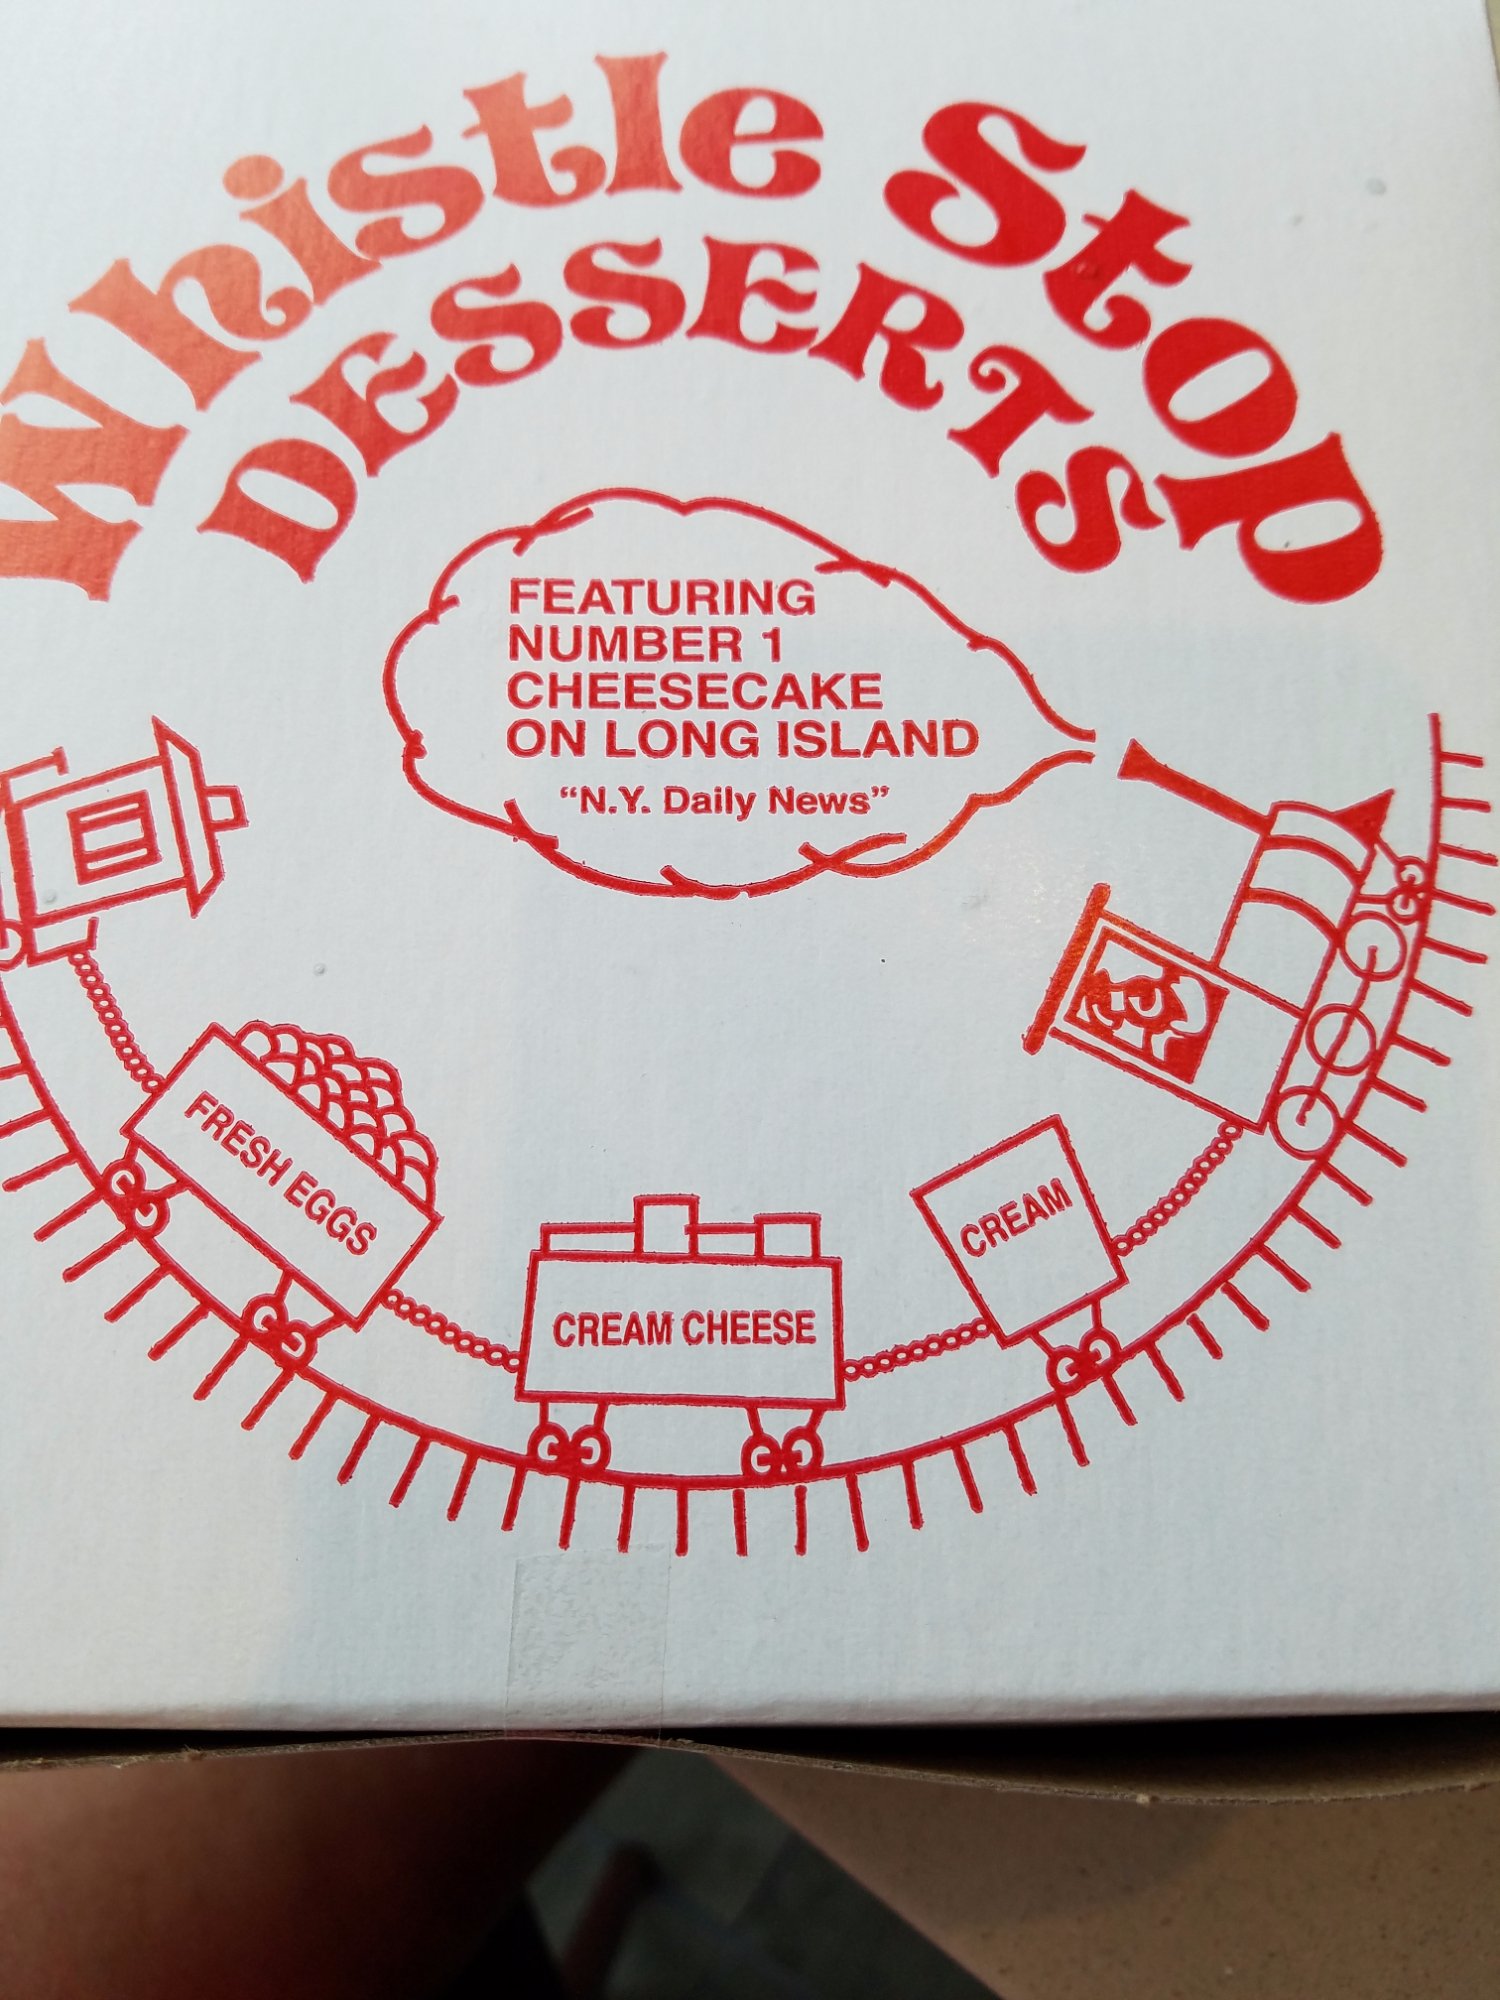 Whistle Stop
DESSERTS
FEATURING
NUMBER 1
CHEESECAKE
ON LONG ISLAND
“N.Y. Daily News”
FRESH EGGS
CREAM CHEESE
CREAM